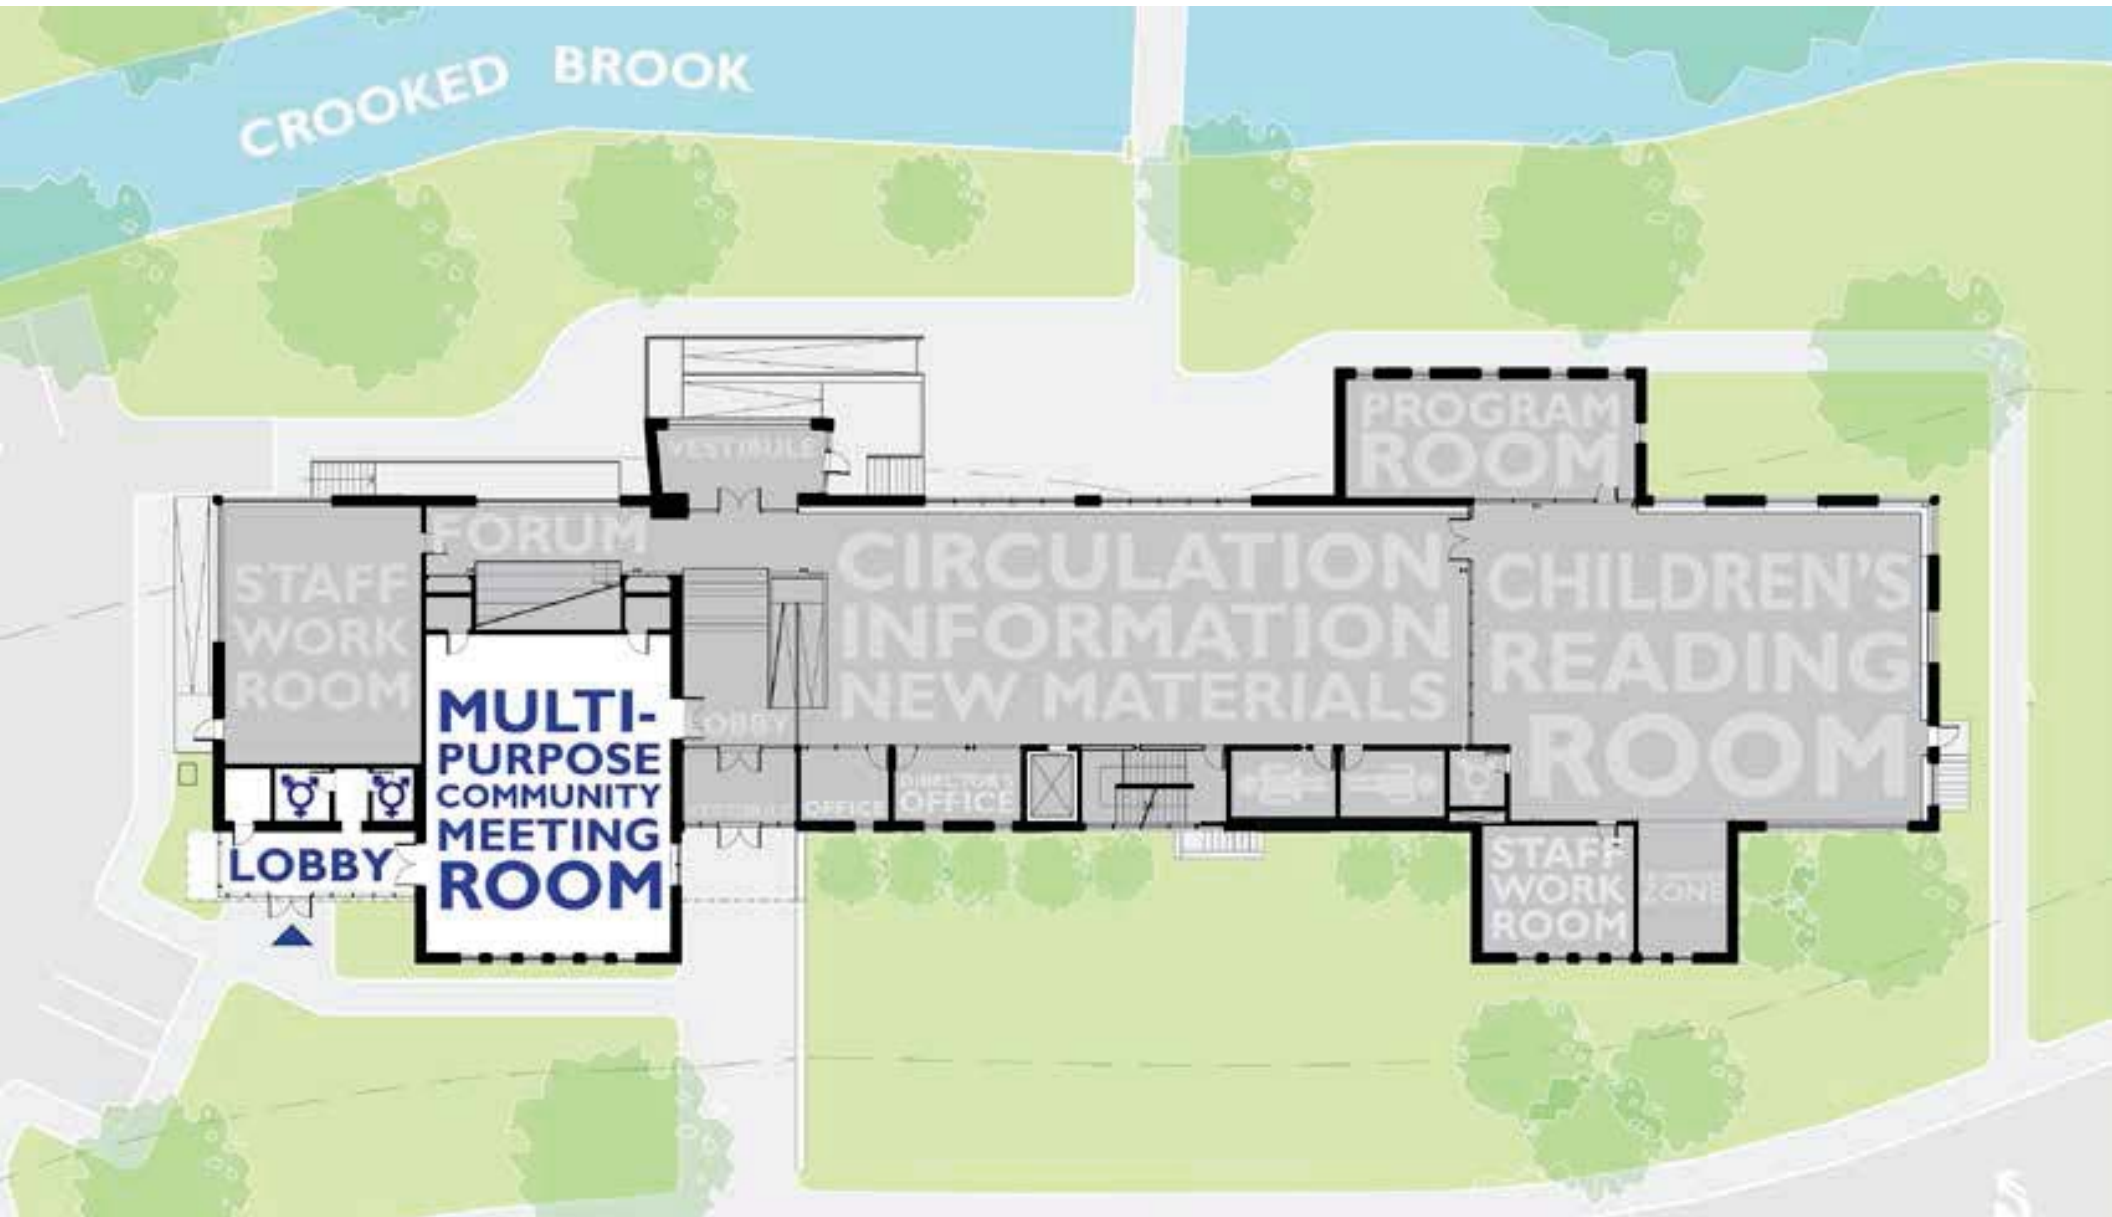 CROOKED BROOK
PROGRAM
ROOM
VESTIBULE
FORUM
STAFF
WORK
ROOM
CIRCULATION
INFORMATION
NEW MATERIALS
CHILDREN'S
READING
ROOM
MULTI-
PURPOSE
COMMUNITY
MEETING
ROOM
LOBBY
LOBBY
OFFICE
DIRECTOR'S
OFFICE
STAFF
WORK
ROOM
ZONE